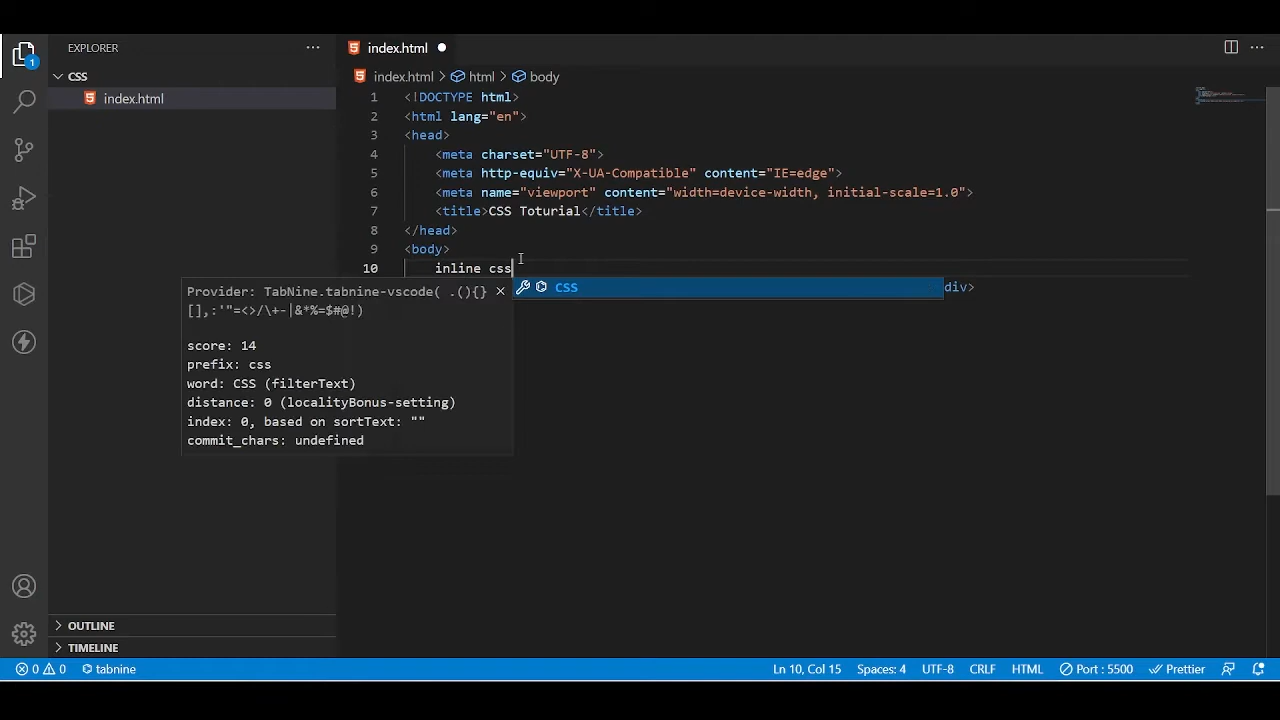 EXPLORER
index.html
1
CSS
index.html > html > body
index.html
1 <!DOCTYPE html>
2 <html lang="en">
3 <head>
4 <meta charset="UTF-8">
5 <meta http-equiv="X-UA-Compatible" content="IE=edge">
6 <meta name="viewport" content="width=device-width, initial-scale=1.0">
7 <title>CSS Toturial</title>
8 </head>
9 <body>
10 inline css
CSS
div>
Provider: TabNine.tabnine-vscode( .(){}
[],:'"=<>/\+-|&*%=$#@!)
score: 14
prefix: css
word: CSS (filterText)
distance: 0 (localityBonus-setting)
index: 0, based on sortText: ""
commit_chars: undefined
OUTLINE
TIMELINE
0 0 tabnine Ln 10, Col 15 Spaces: 4 UTF-8 CRLF HTML Port : 5500 Prettier